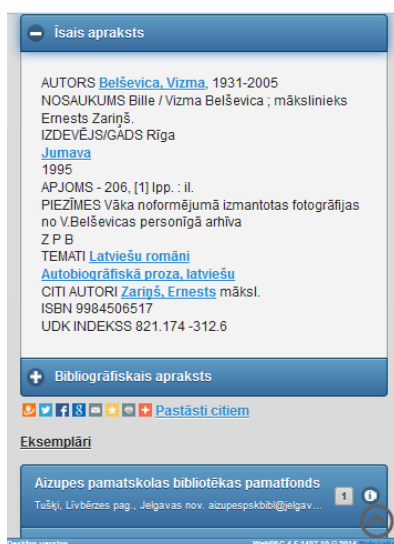 Īsais apraksts
AUTORS Belševica, Vizma, 1931-2005
NOSAUKUMS Bille / Vizma Belševica ; mākslinieks
Ernests Zariņš.
IZDEVĒJS/GADS Rīga
Jumava
1995
APJOMS - 206, [1] lpp. : il.
PIEZĪMES Vāka noformējumā izmantotas fotogrāfijas
no V.Belševicas personīgā arhīva
Z P B
TEMATI Latviešu romāni
Autobiogrāfiskā proza, latviešu
CITI AUTORI Zariņš, Ernests māksl.
ISBN 9984506517
UDK INDEKSS 821.174 -312.6
Bibliogrāfiskais apraksts
Pastāsti citiem
Eksemplāri
Aizupes pamatskolas bibliotēkas pamatfonds
Tušķi, Līvbērzes pag., Jelgavas nov. aizupespskbibl@jelgav...
1